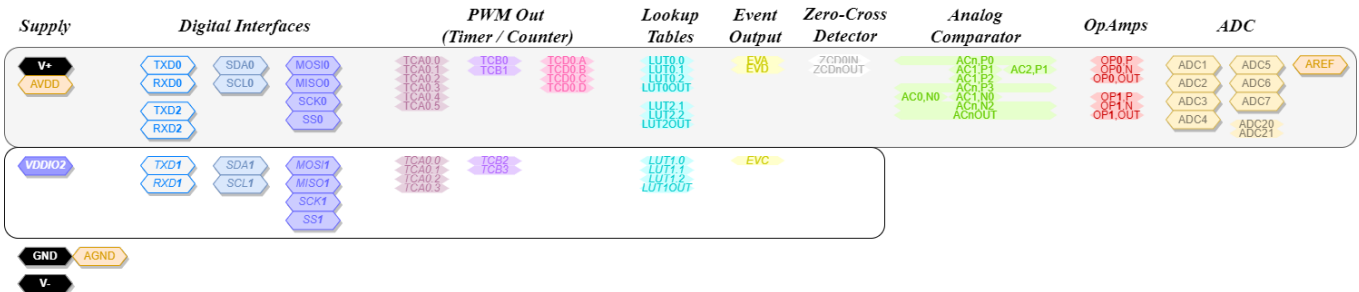 Supply
Digital Interfaces
PWM Out
(Timer / Counter)
Lookup
Tables
Event
Output
Zero-Cross
Detector
Analog
Comparator
OpAmps
ADC
V+
AVDD
TXD0
RXD0
TXD2
RXD2
SDA0
SCL0
MOSI0
MISO0
SCK0
SS0
TCA0.0
TCA0.1
TCA0.2
TCA0.3
TCA0.4
TCA0.5
TCB0
TCB1
TCD0.A
TCD0.B
TCD0.C
TCD0.D
LUT0.0
LUT0.1
LUT0.2
LUT0OUT
LUT2.1
LUT2.2
LUT2OUT
EVA
EVD
ZCD0IN
ZCDnOUT
ACn,P0
AC1,P1
AC2,P1
AC1,P2
ACn,P3
AC0,N0
AC1,N0
AC1,N1
ACn,N2
ACnOUT
OP0,P
OP0,N
OP0,OUT
OP1,P
OP1,N
OP1,OUT
ADC1
ADC2
ADC3
ADC4
ADC5
ADC6
ADC7
ADC20
ADC21
AREF
VDDIO2
TXD1
RXD1
SDA1
SCL1
MOSI1
MISO1
SCK1
SS1
TCA0.0
TCA0.1
TCA0.2
TCA0.3
TCB2
TCB3
LUT1.0
LUT1.1
LUT1.2
LUT1OUT
EVC
GND
AGND
V-